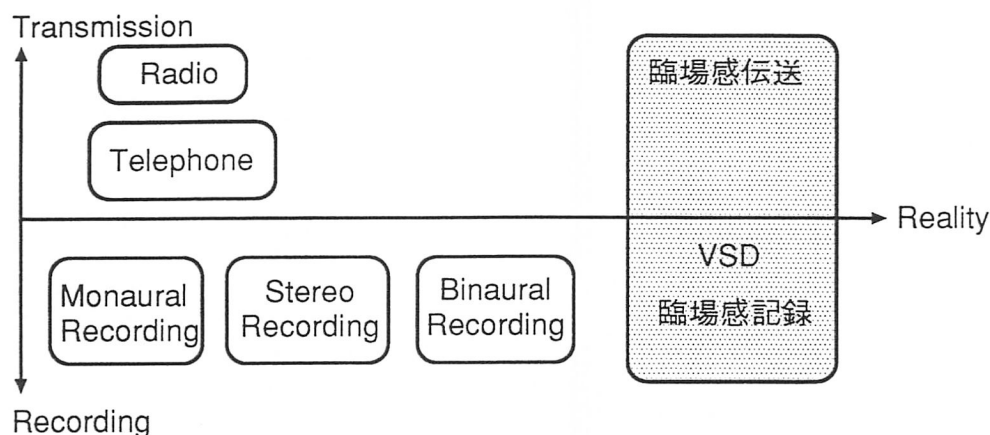 Transmission
Radio
Telephone
臨場感伝送
Reality
VSD
臨場感記録
Monaural
Recording
Stereo
Recording
Binaural
Recording
Recording